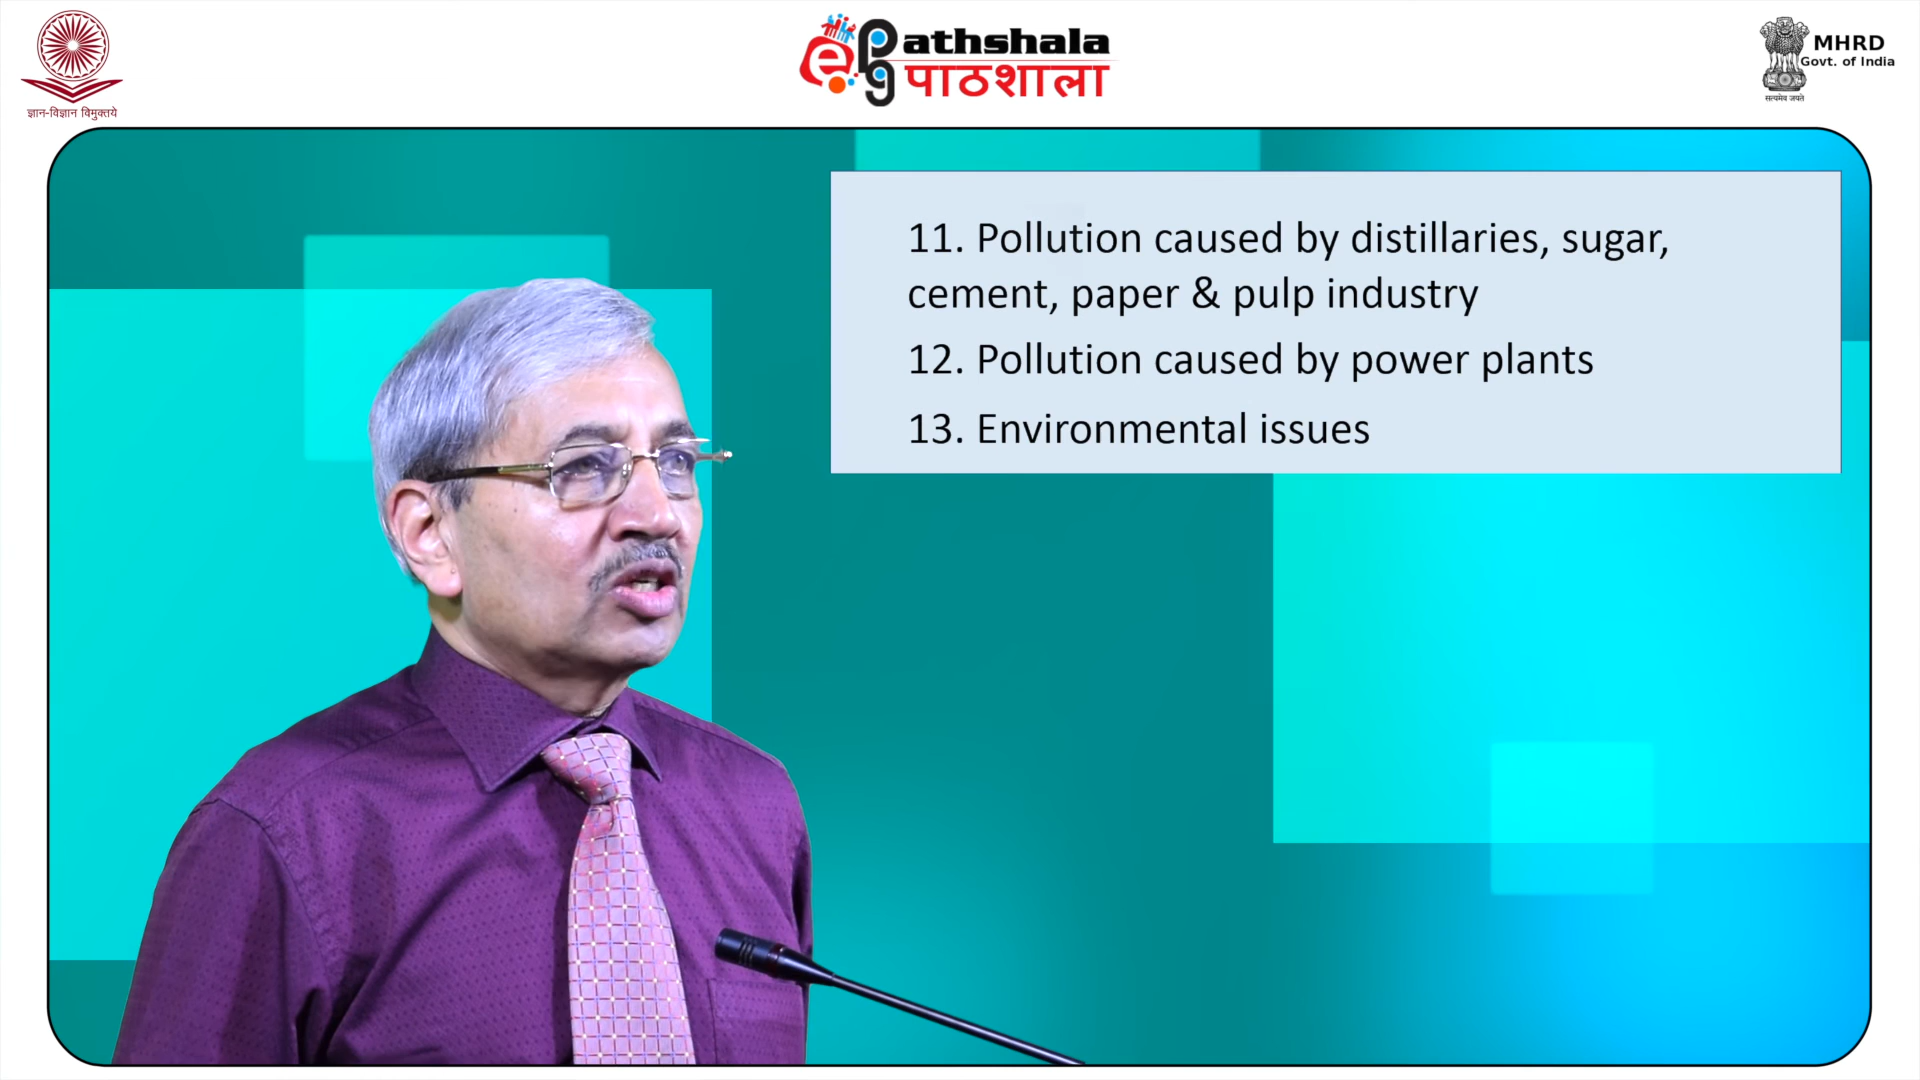 ज्ञान-विज्ञान विमुक्तये
ePgathshala
पाठशाला
MHRD
Govt. of India
सत्यमेव जयते
11. Pollution caused by distillaries, sugar,
cement, paper & pulp industry
12. Pollution caused by power plants
13. Environmental issues